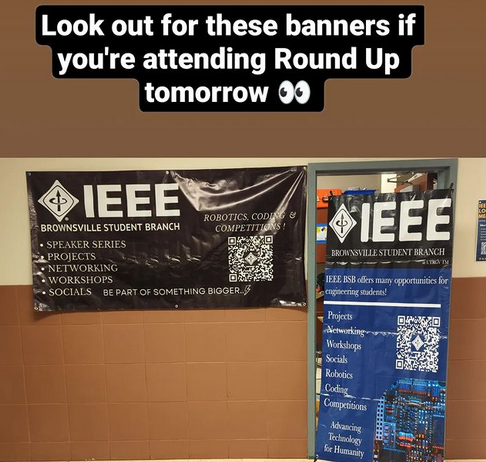 Look out for these banners if
you're attending Round Up
tomorrow 👀
IEEE
BROWNSVILLE STUDENT BRANCH
• SPEAKER SERIES
• PROJECTS
• NETWORKING
• WORKSHOPS
• SOCIALS
ROBOTICS, CODING &
COMPETITIONS !
BE PART OF SOMETHING BIGGER..
IEEE
BROWNSVILLE STUDENT BRANCH
IEEE BSB offers many opportunities for
engineering students!
Projects
Networking
Workshops
Socials
Robotics
Coding
Competitions
Advancing
Technology
for Humanity